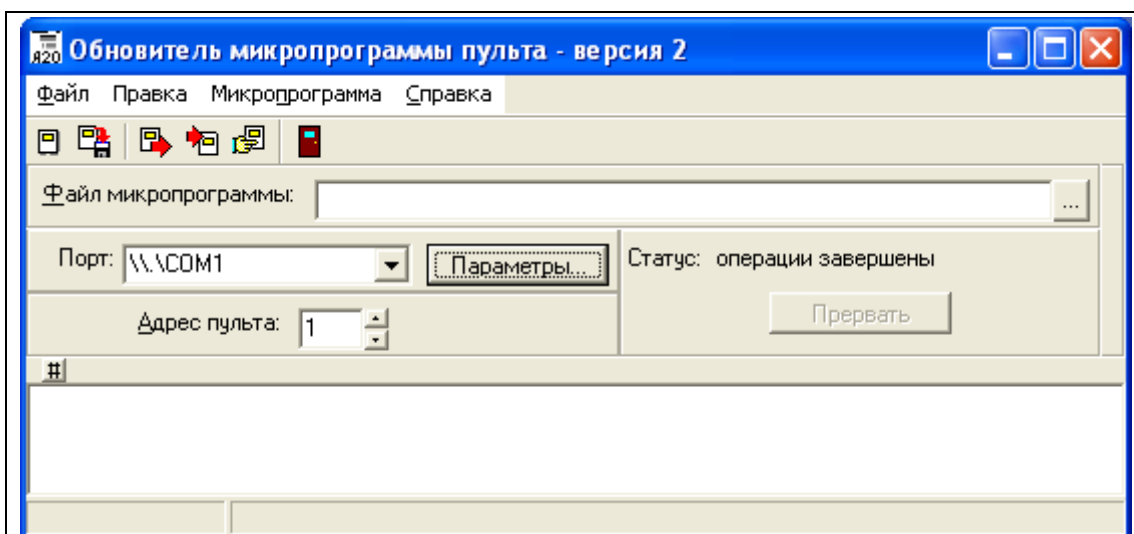 Я20 Обновитель микропрограммы пульта - версия 2
Файл Правка Микропрограмма Справка
Файл микропрограммы: ...
Порт: \\.\COM1 Параметры... Статус: операции завершены
Адрес пульта: 1 Прервать
#